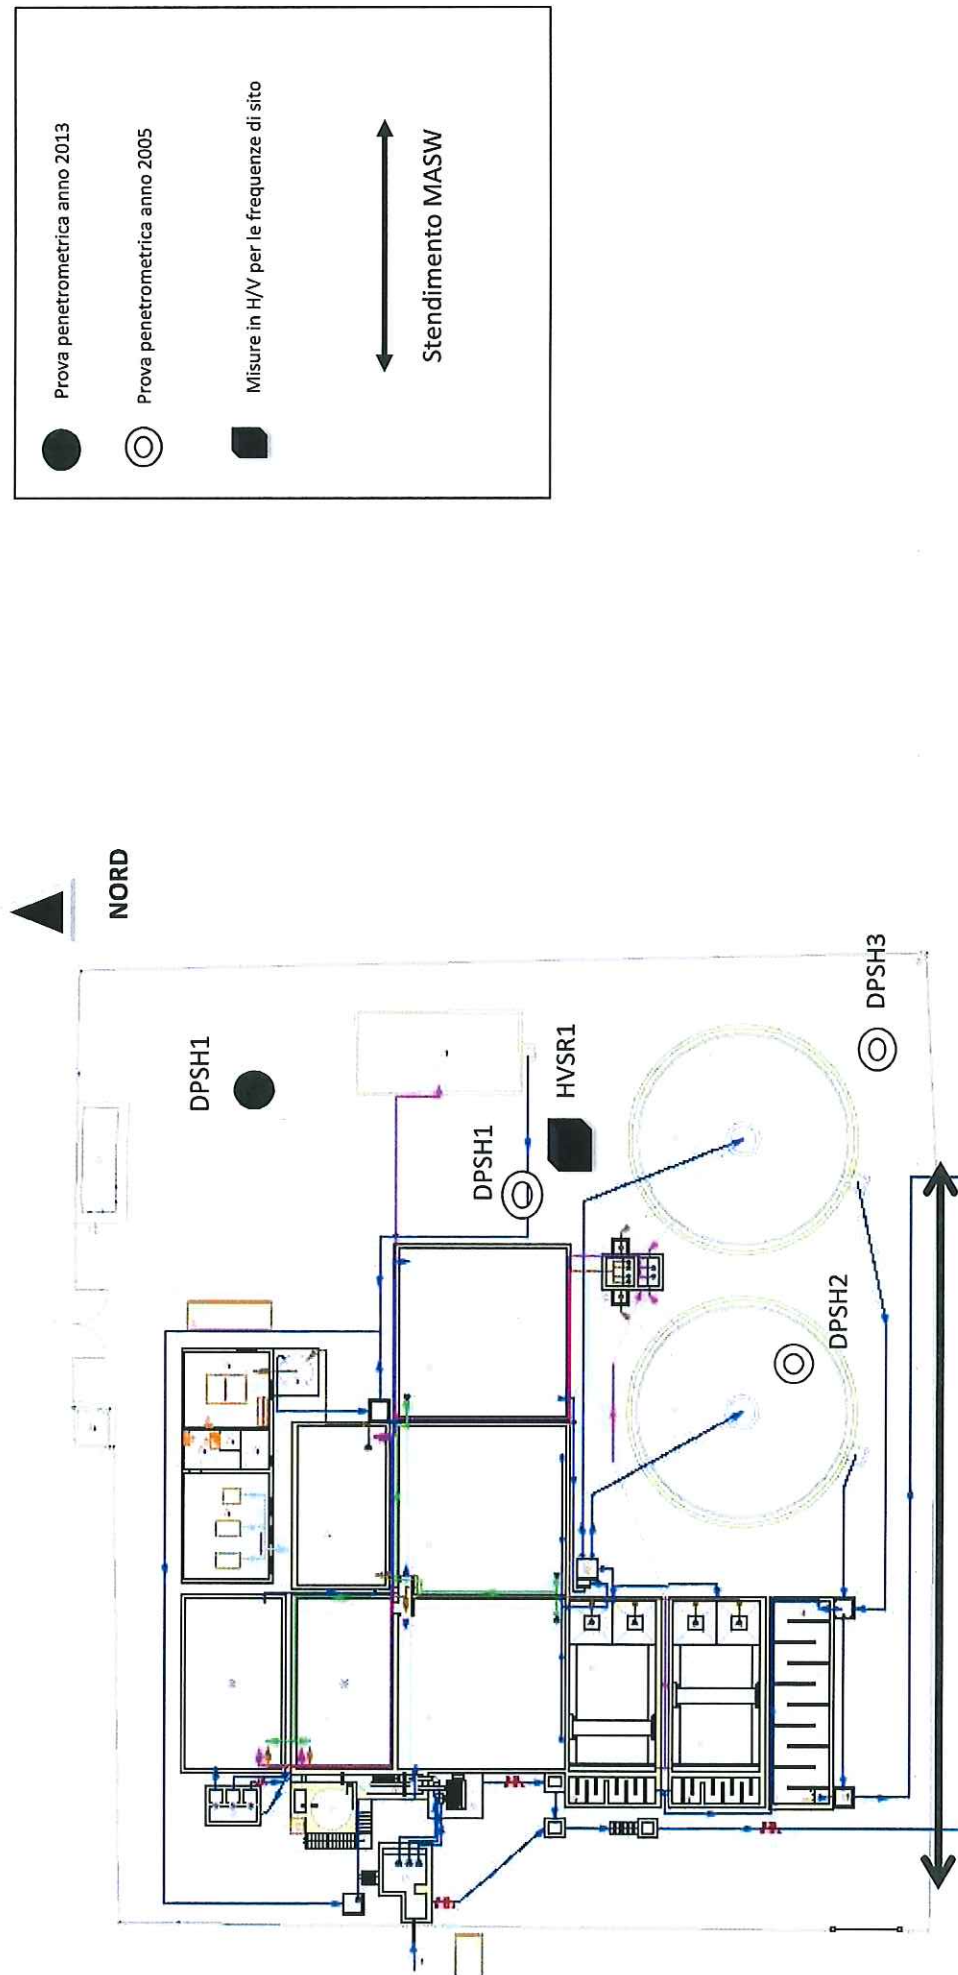 Prova penetrometrica anno 2013
Prova penetrometrica anno 2005
Misure in H/V per le frequenze di sito
Stendimento MASW
NORD
DPSH1
HVSR1
DPSH1
DPSH3
DPSH2